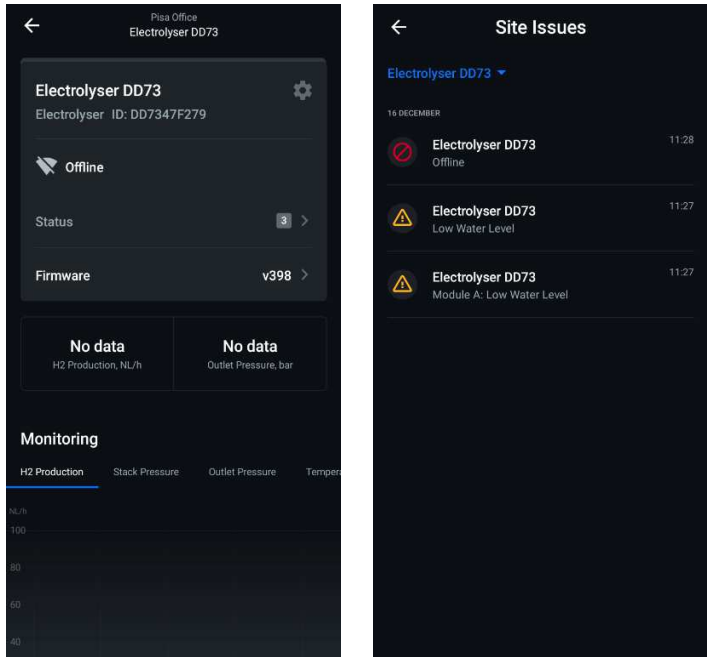 Pisa Office
Electrolyser DD73
Electrolyser DD73
Electrolyser ID: DD7347F279
Offline
Status 3
Firmware v398
No data No data
H2 Production, NL/h Outlet Pressure, bar
Monitoring
H2 Production Stack Pressure Outlet Pressure Tempera
NL/h
100
80
60
40
Site Issues
Electrolyser DD73
16 DECEMBER
Electrolyser DD73 11:28
Offline
Electrolyser DD73 11:27
Low Water Level
Electrolyser DD73 11:27
Module A: Low Water Level